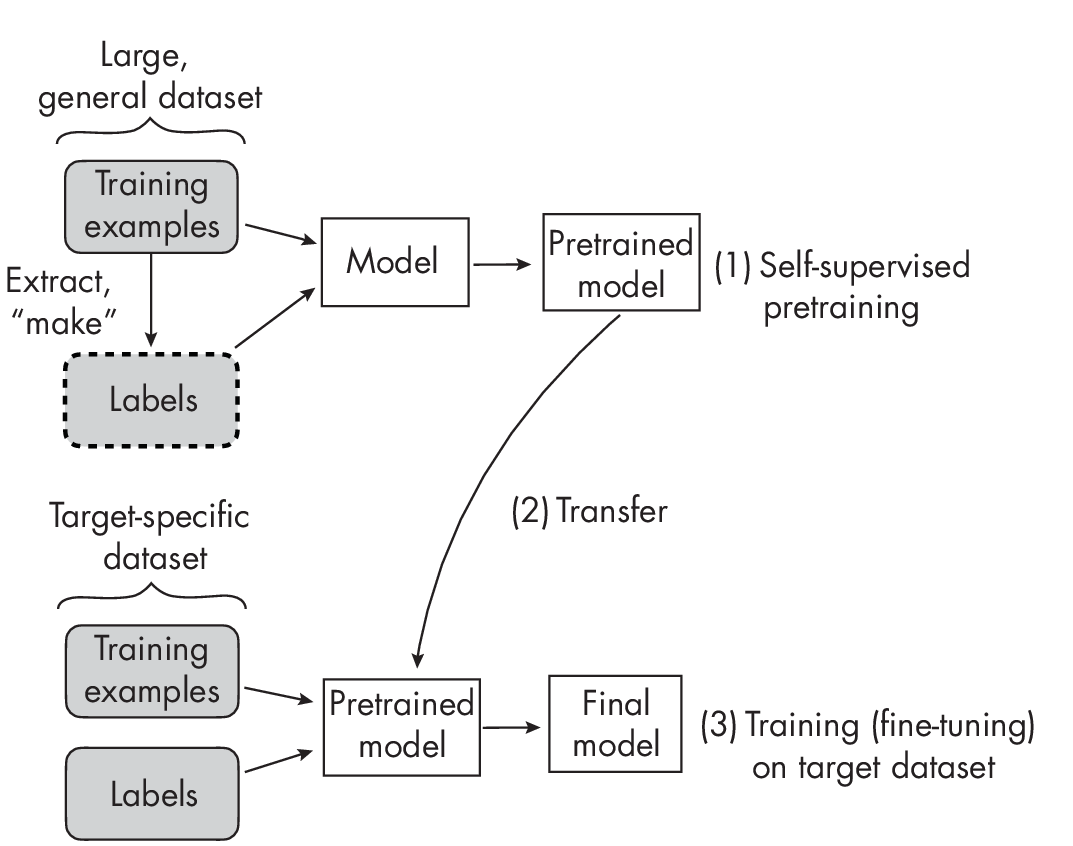 Large,
general dataset
Training
examples
Extract,
“make”
Labels
Model
Pretrained
model
(1) Self-supervised
pretraining
(2) Transfer
Target-specific
dataset
Training
examples
Labels
Pretrained
model
Final
model
(3) Training (fine-tuning)
on target dataset